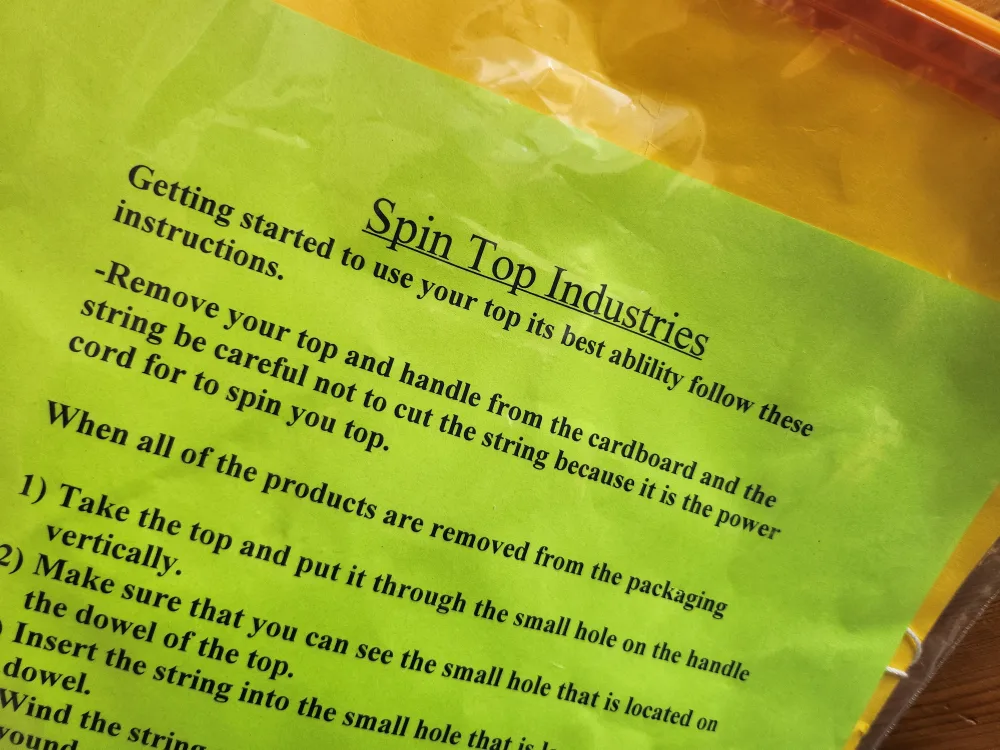 Spin Top Industries
Getting started to use your top its best ablility follow these
instructions.
-Remove your top and handle from the cardboard and the
string be careful not to cut the string because it is the power
cord for to spin you top.
When all of the products are removed from the packaging
1) Take the top and put it through the small hole on the handle
vertically.
2) Make sure that you can see the small hole that is located on
the dowel of the top.
) Insert the string into the small hole that is
dowel.
Wind the string